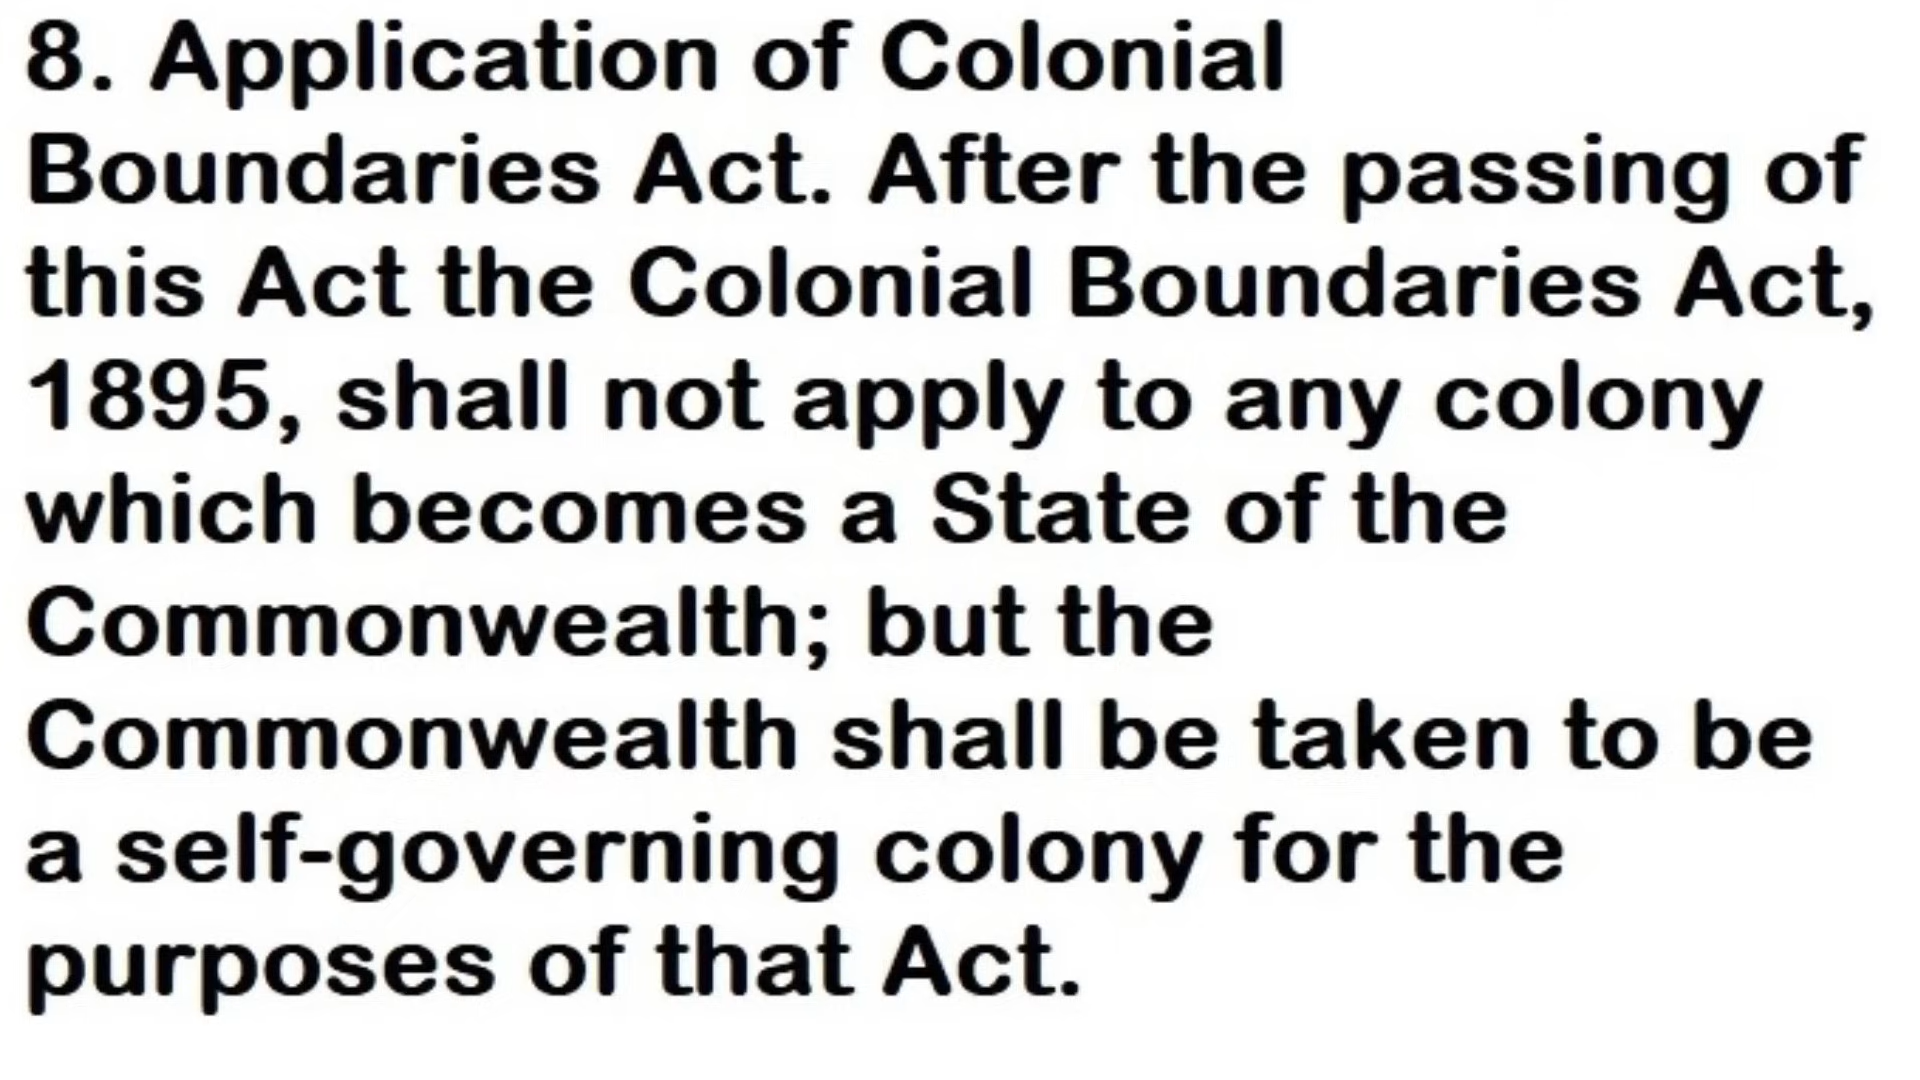 8. Application of Colonial
Boundaries Act. After the passing of
this Act the Colonial Boundaries Act,
1895, shall not apply to any colony
which becomes a State of the
Commonwealth; but the
Commonwealth shall be taken to be
a self-governing colony for the
purposes of that Act.